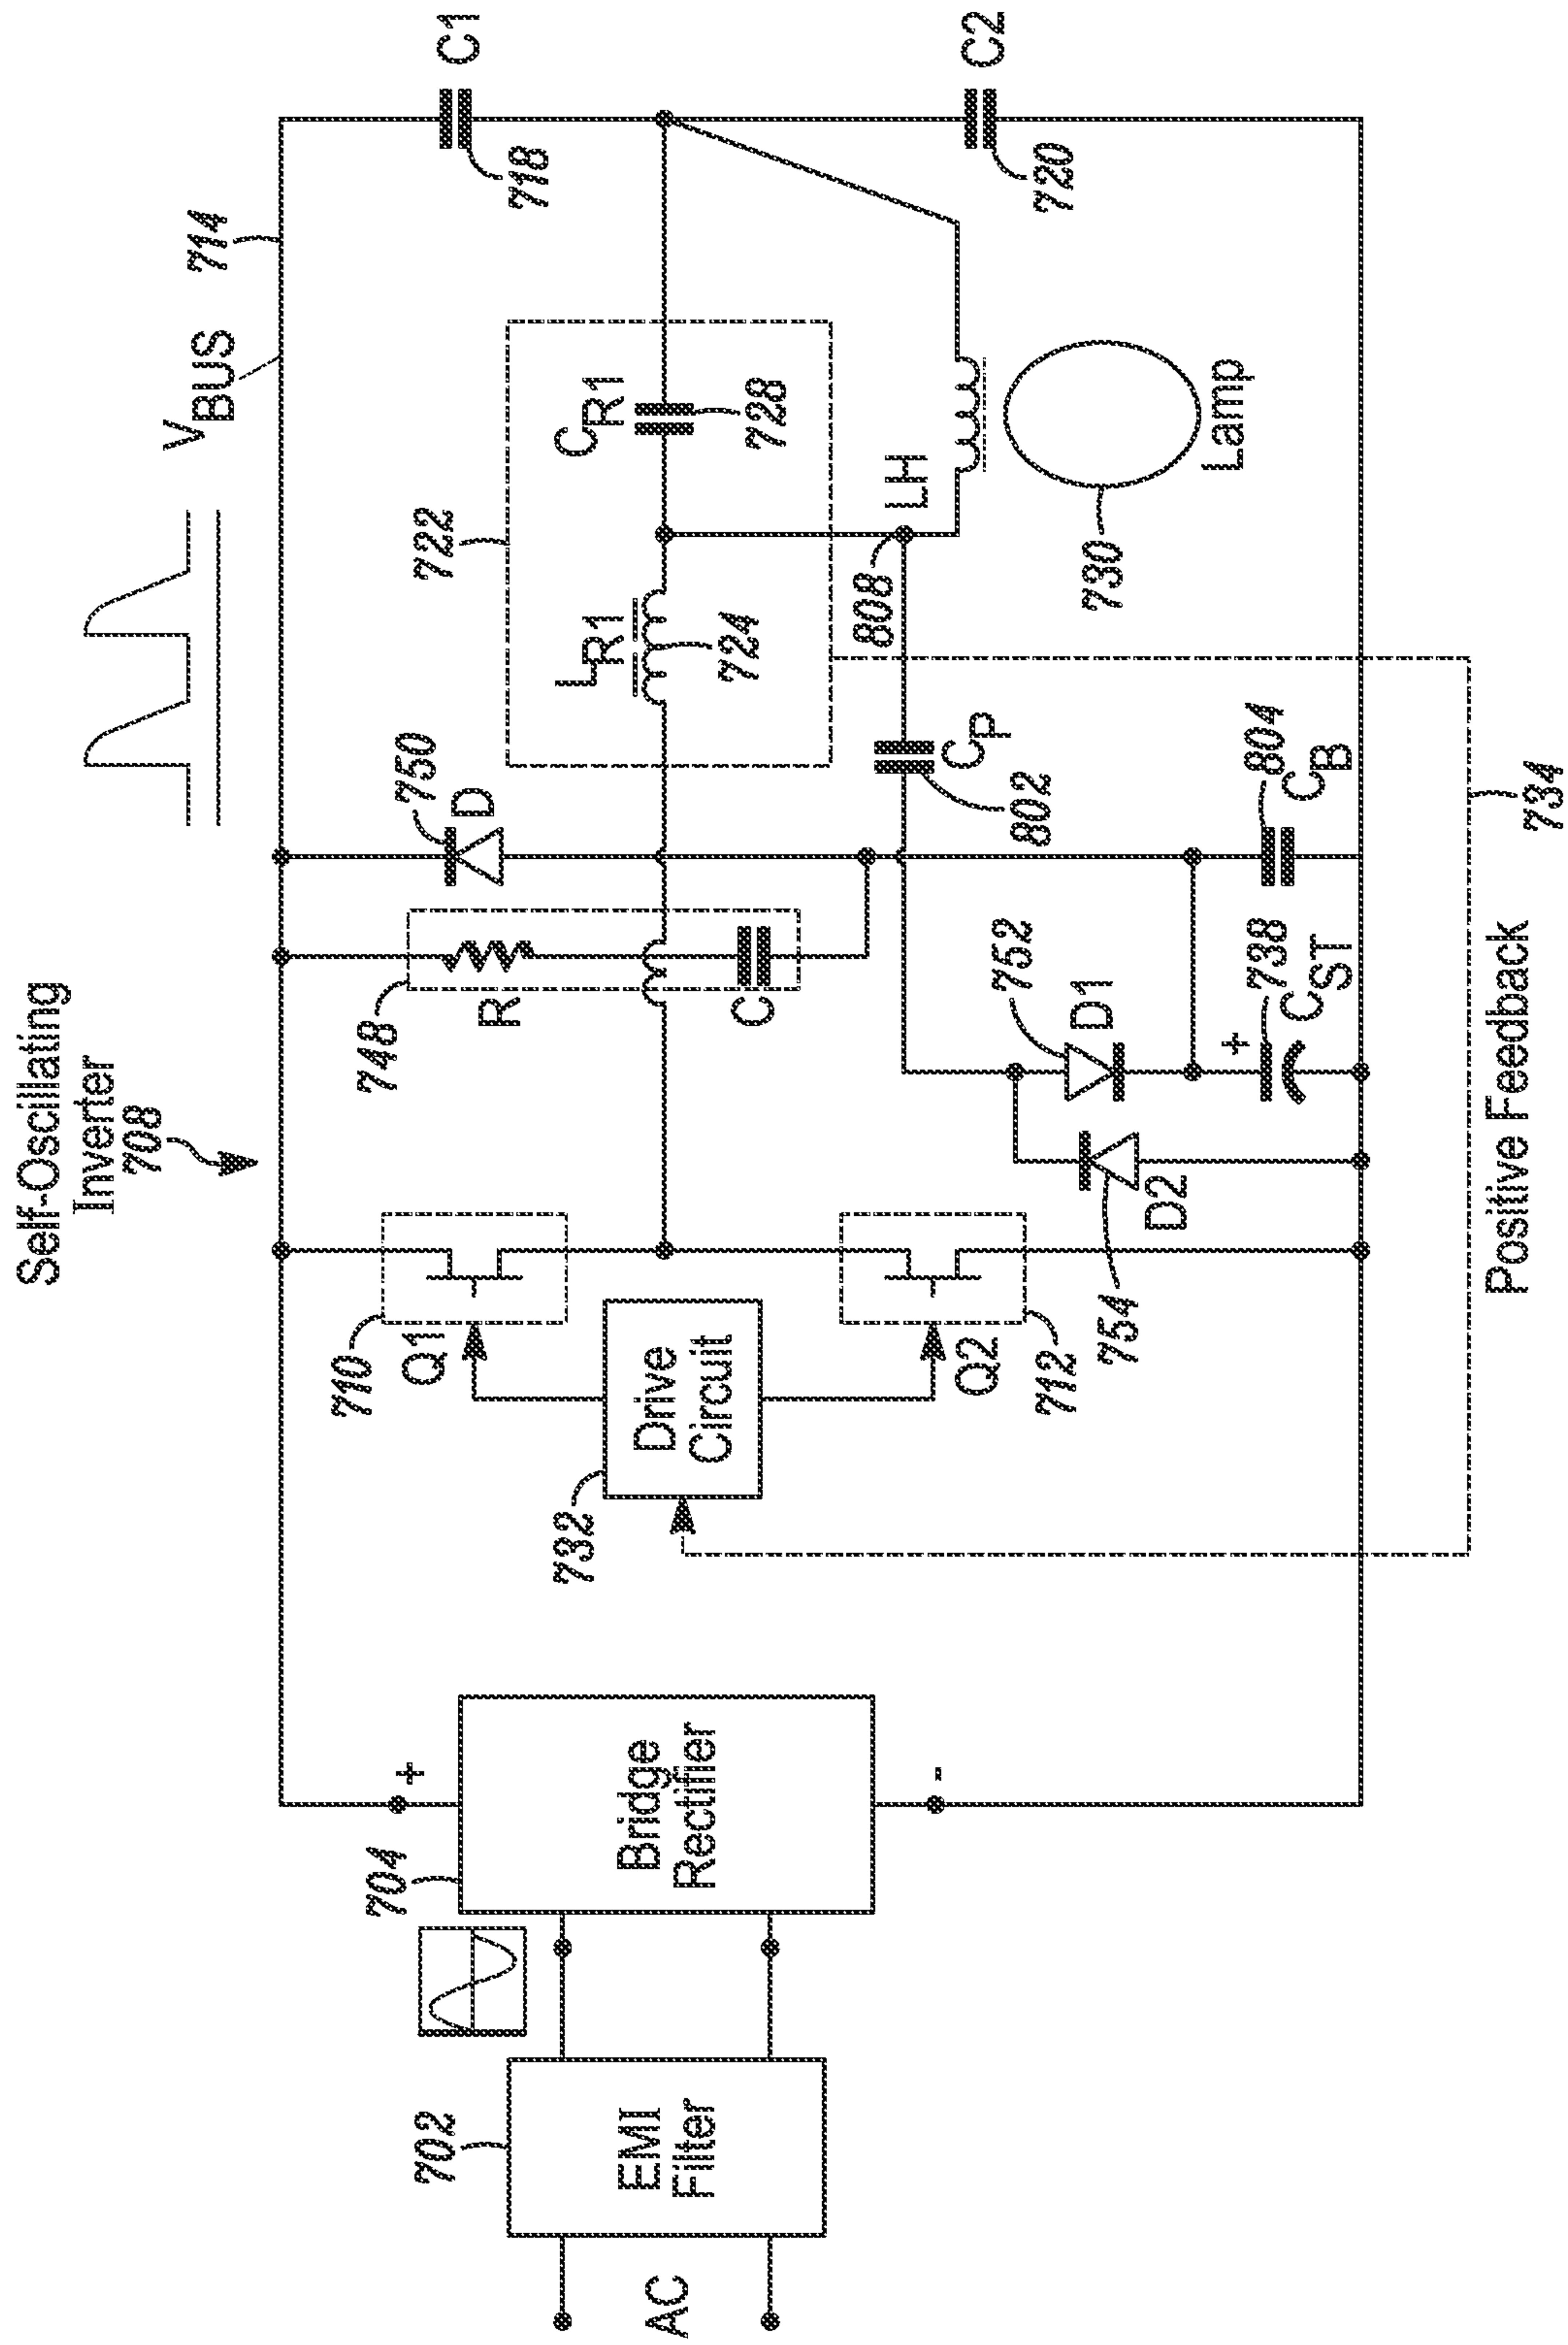 Self-Oscillating
Inverter
708
V BUS
714
C1
718
C2
720
722
C R1
728
L R1
724
LH
808
Lamp
730
750
D
748
R
C
C P
802
804
C B
738
C ST
+
752
D1
754
D2
710
Q1
Q2
712
Drive
Circuit
732
734
Positive Feedback
+
-
Bridge
Rectifier
704
EMI
Filter
702
AC